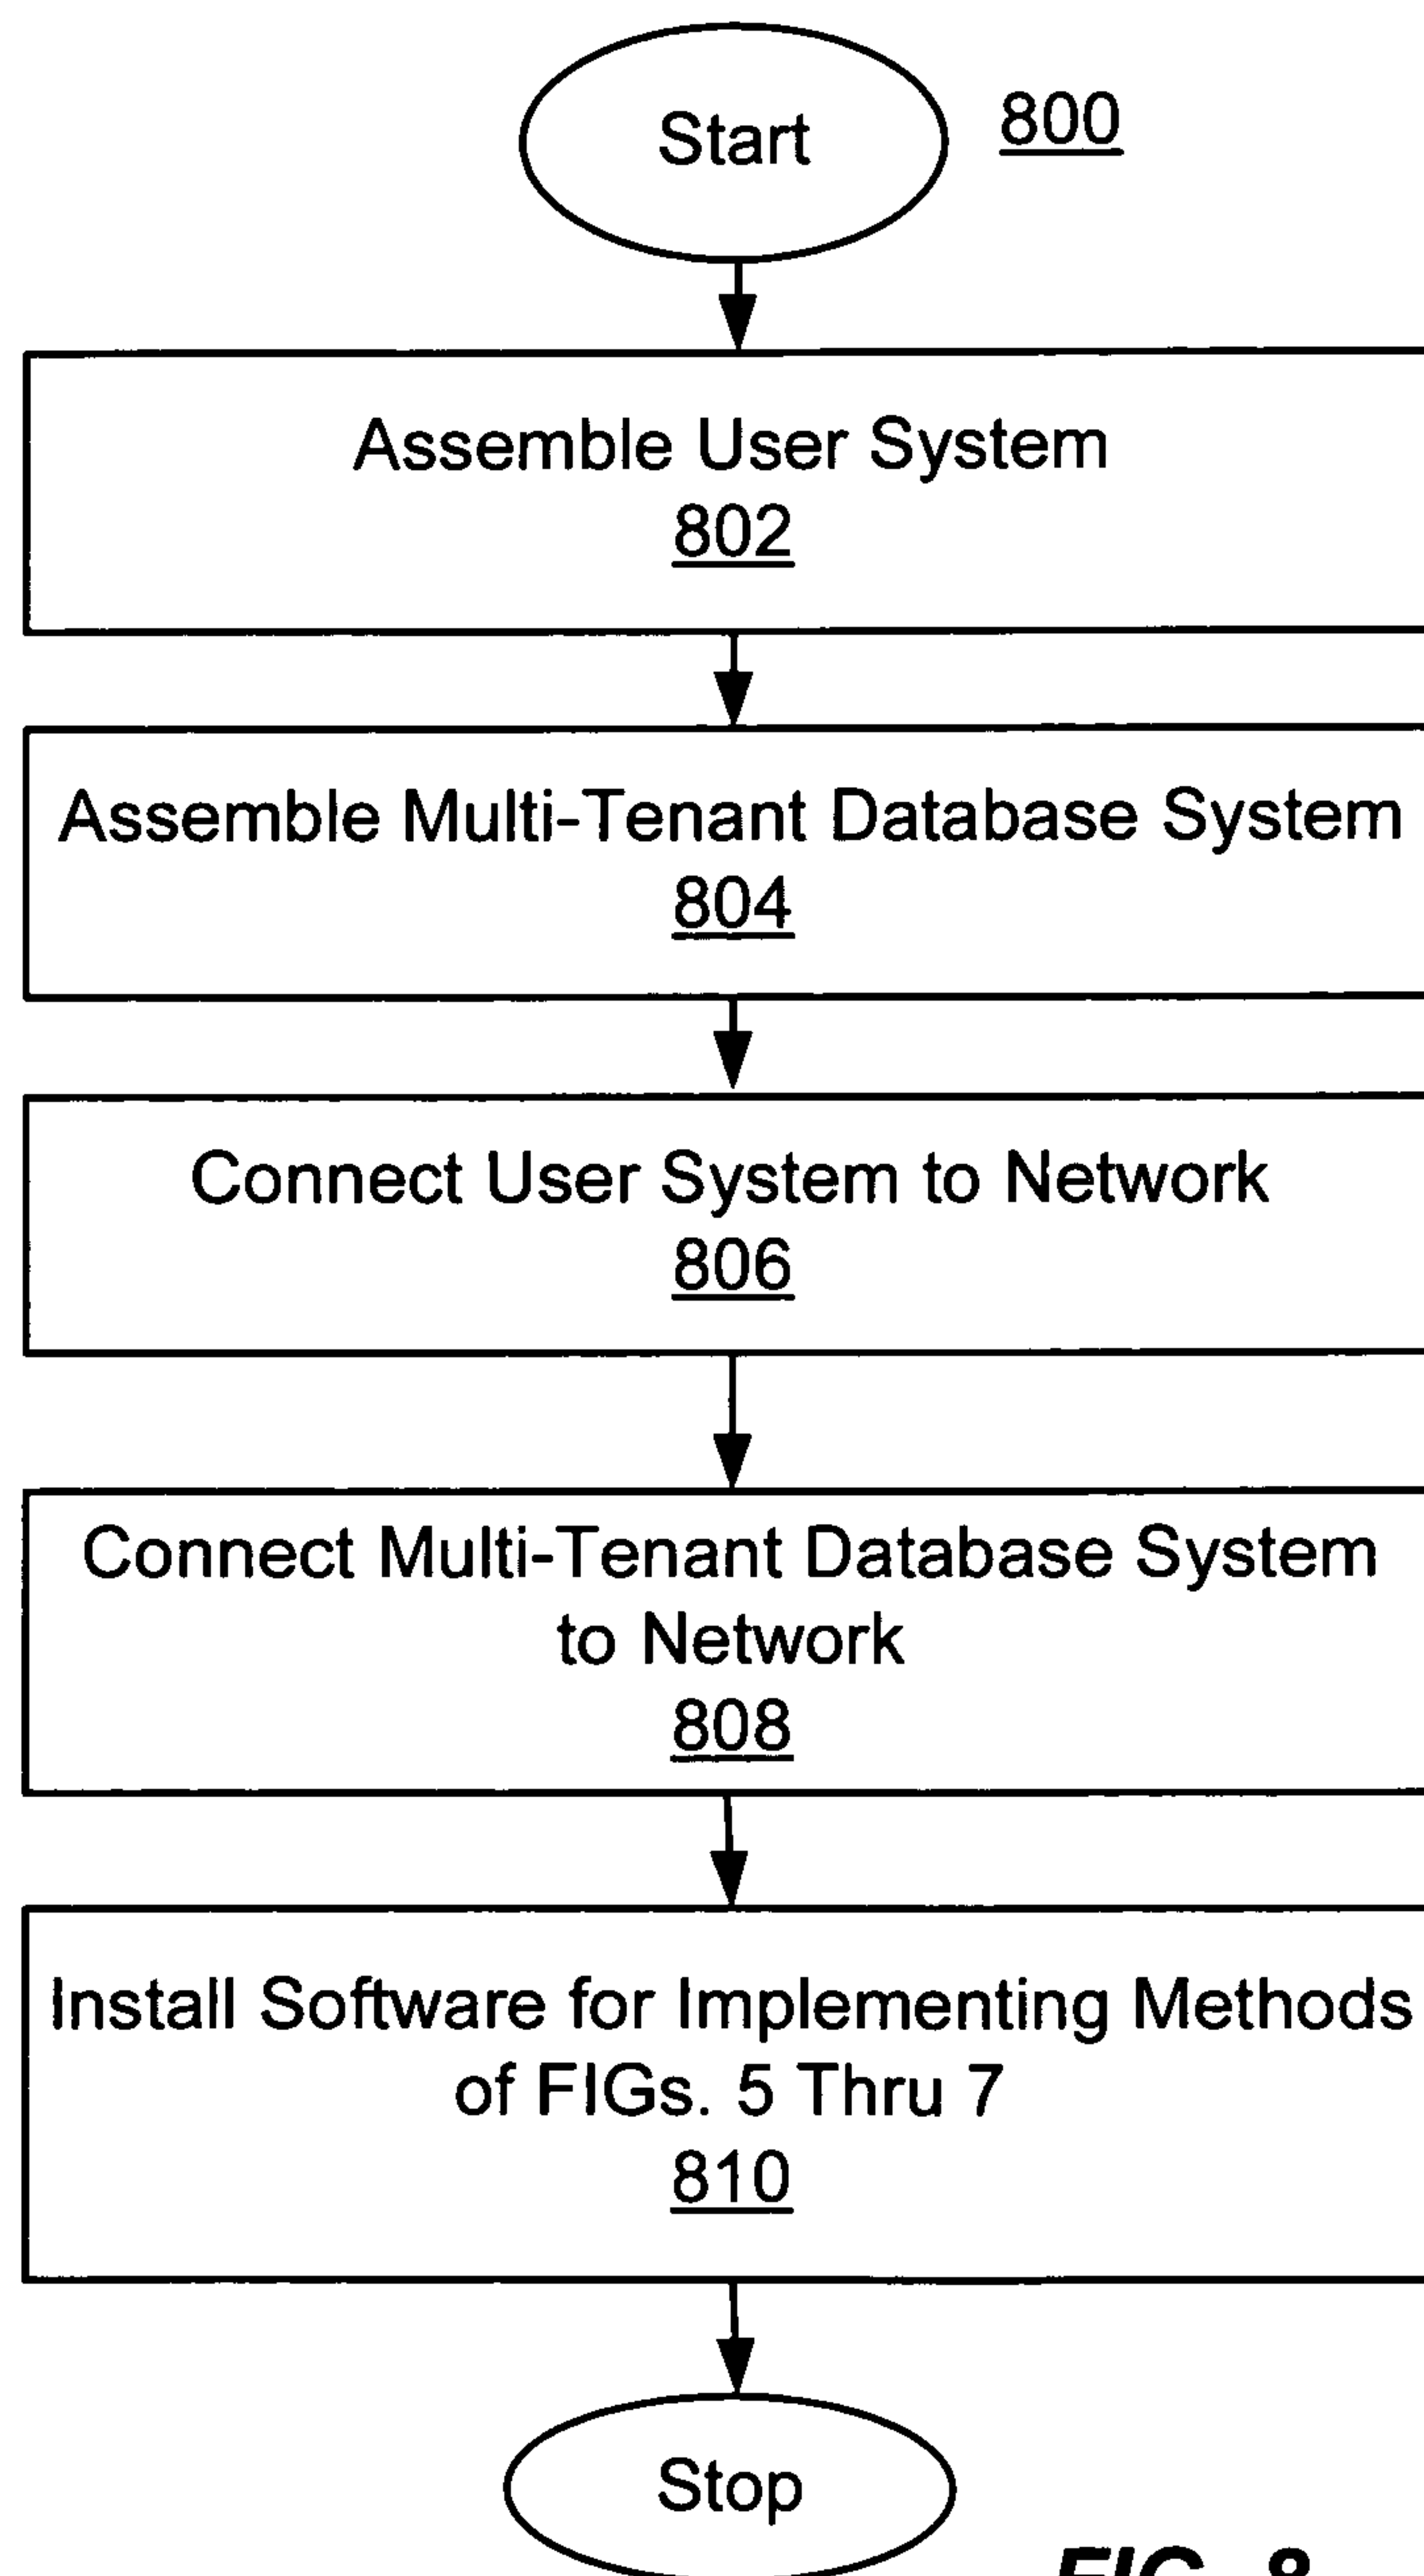 Start
800
Assemble User System
802
Assemble Multi-Tenant Database System
804
Connect User System to Network
806
Connect Multi-Tenant Database System
to Network
808
Install Software for Implementing Methods
of FIGs. 5 Thru 7
810
Stop
FIG. 8